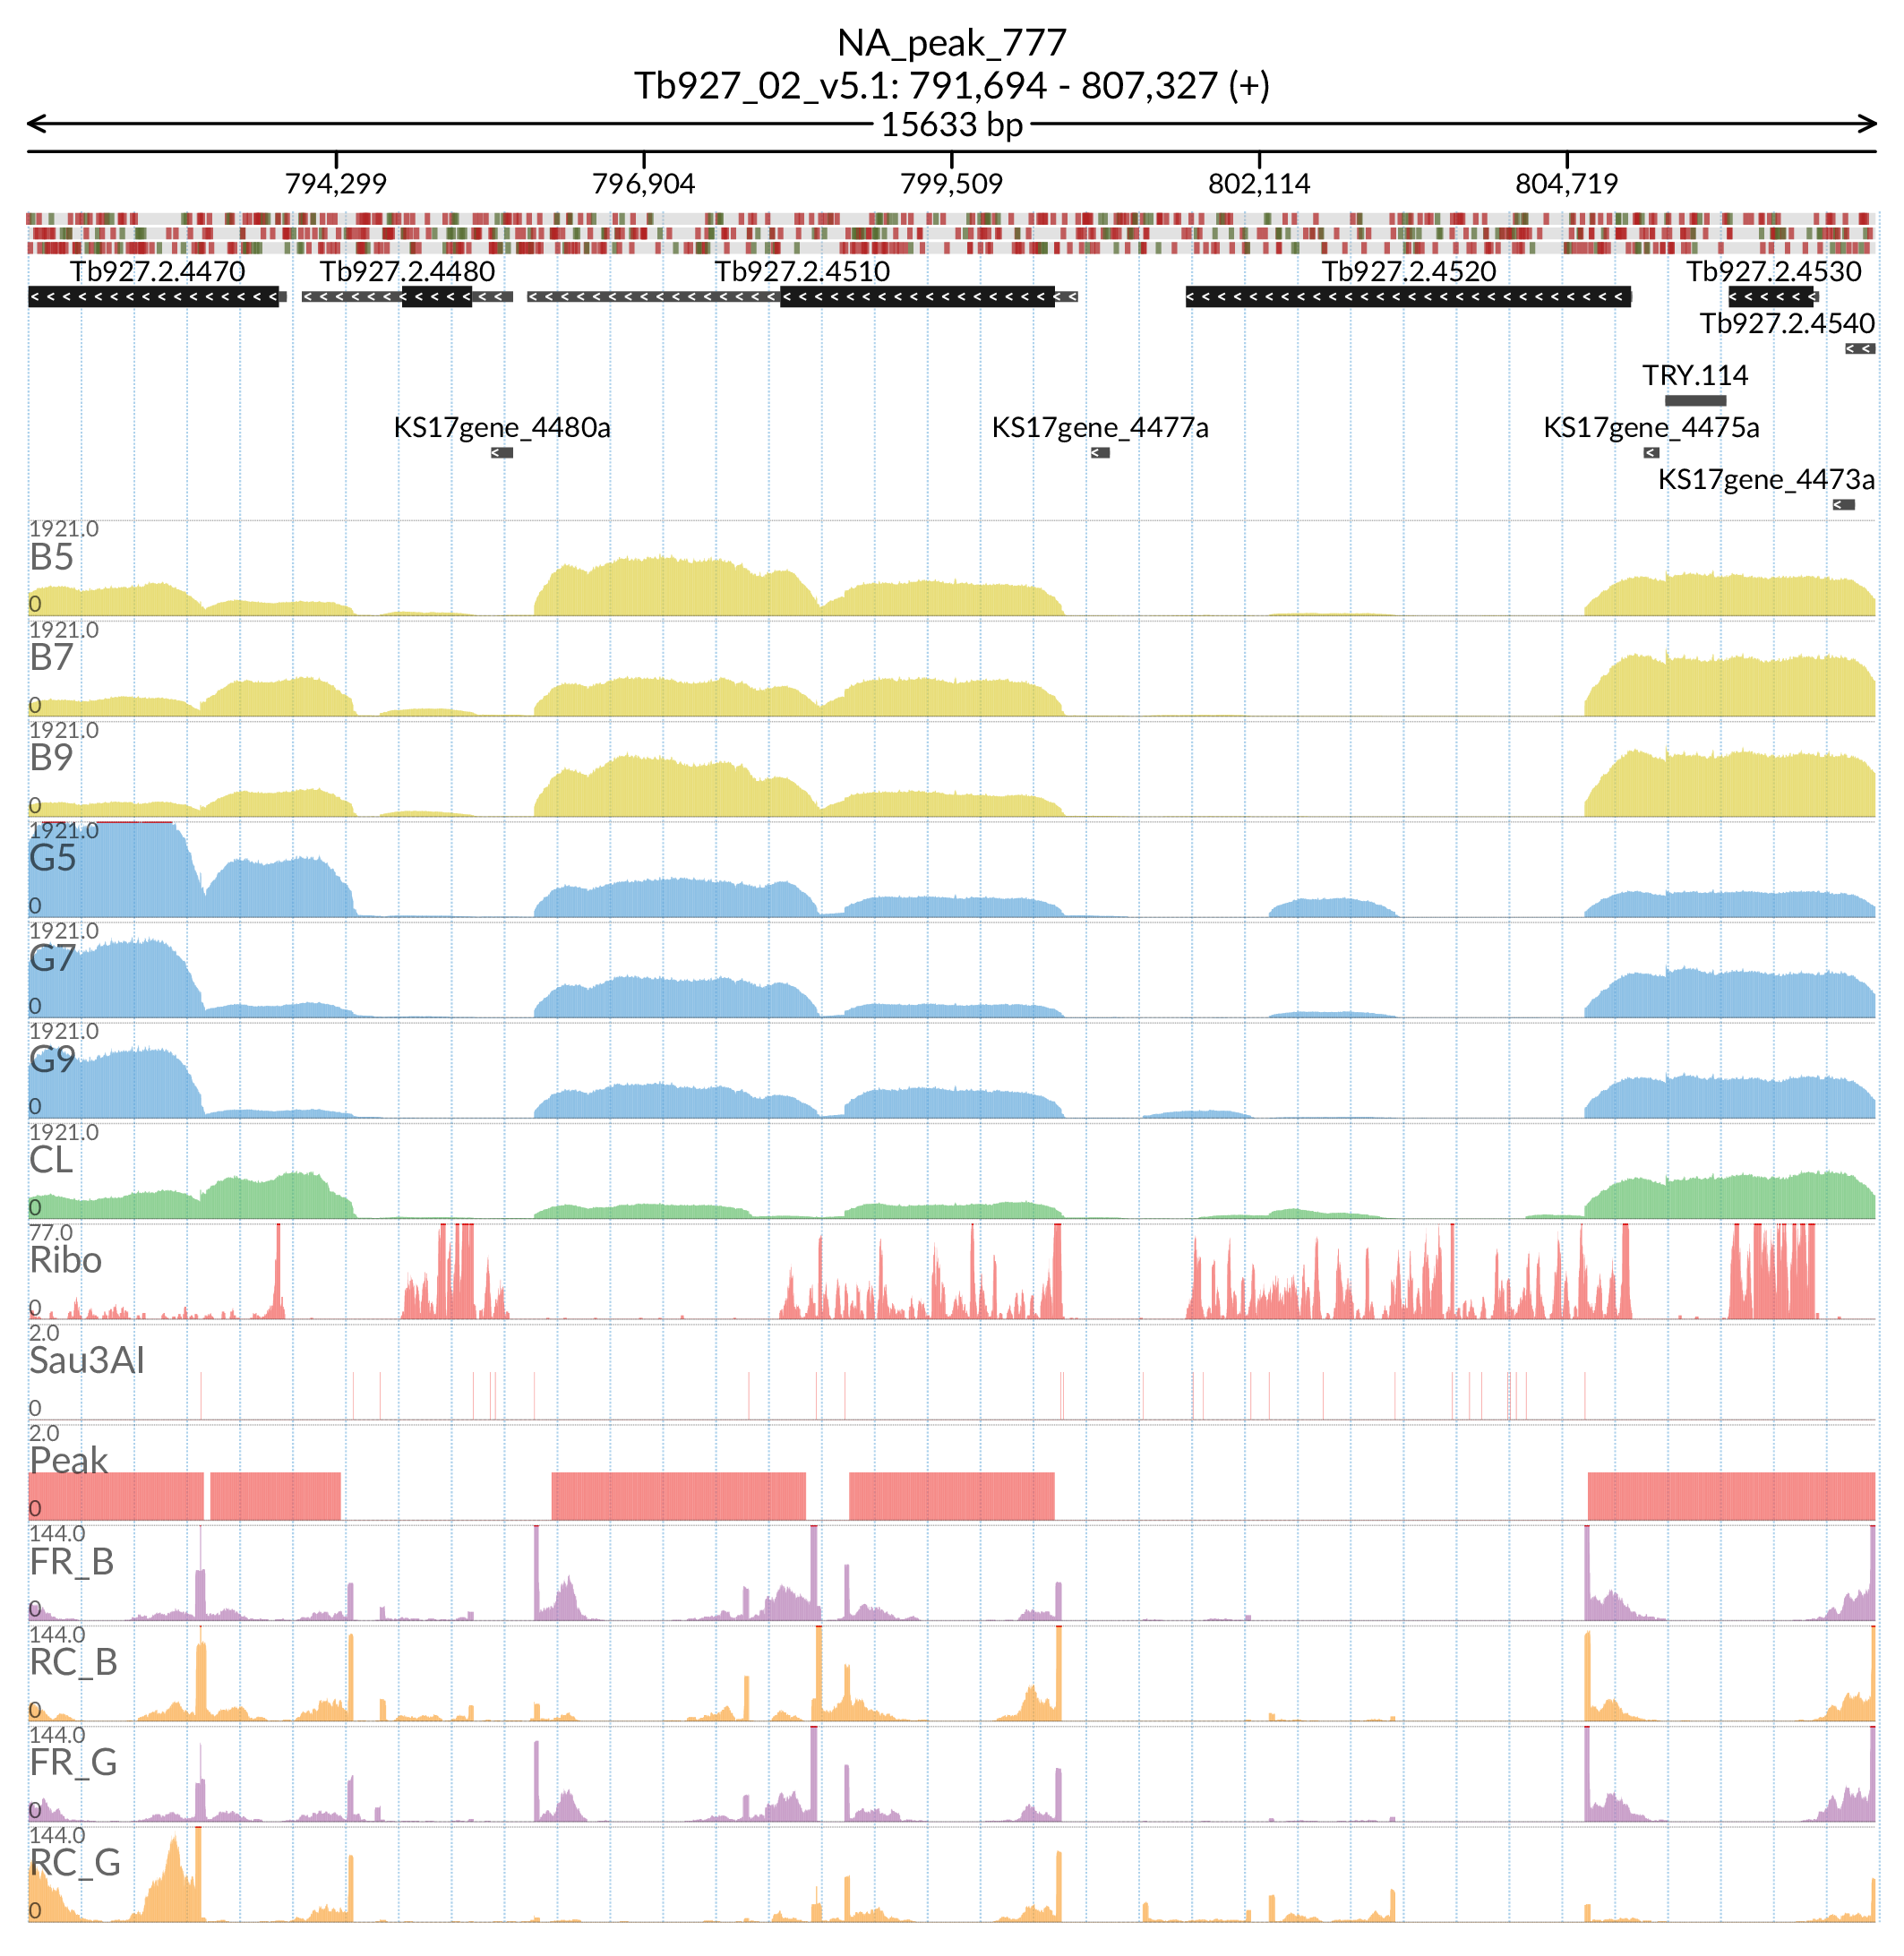 NA_peak_777
Tb927_02_v5.1: 791,694 - 807,327 (+)
15633 bp
794,299 796,904 799,509 802,114 804,719
Tb927.2.4470 Tb927.2.4480 Tb927.2.4510 Tb927.2.4520 Tb927.2.4530
Tb927.2.4540
TRY.114
KS17gene_4480a KS17gene_4477a KS17gene_4475a
KS17gene_4473a
1921.0
B5
0
1921.0
B7
0
1921.0
B9
0
1921.0
G5
0
1921.0
G7
0
1921.0
G9
0
1921.0
CL
0
77.0
Ribo
0
2.0
Sau3AI
0
2.0
Peak
0
144.0
FR_B
0
144.0
RC_B
0
144.0
FR_G
0
144.0
RC_G
0